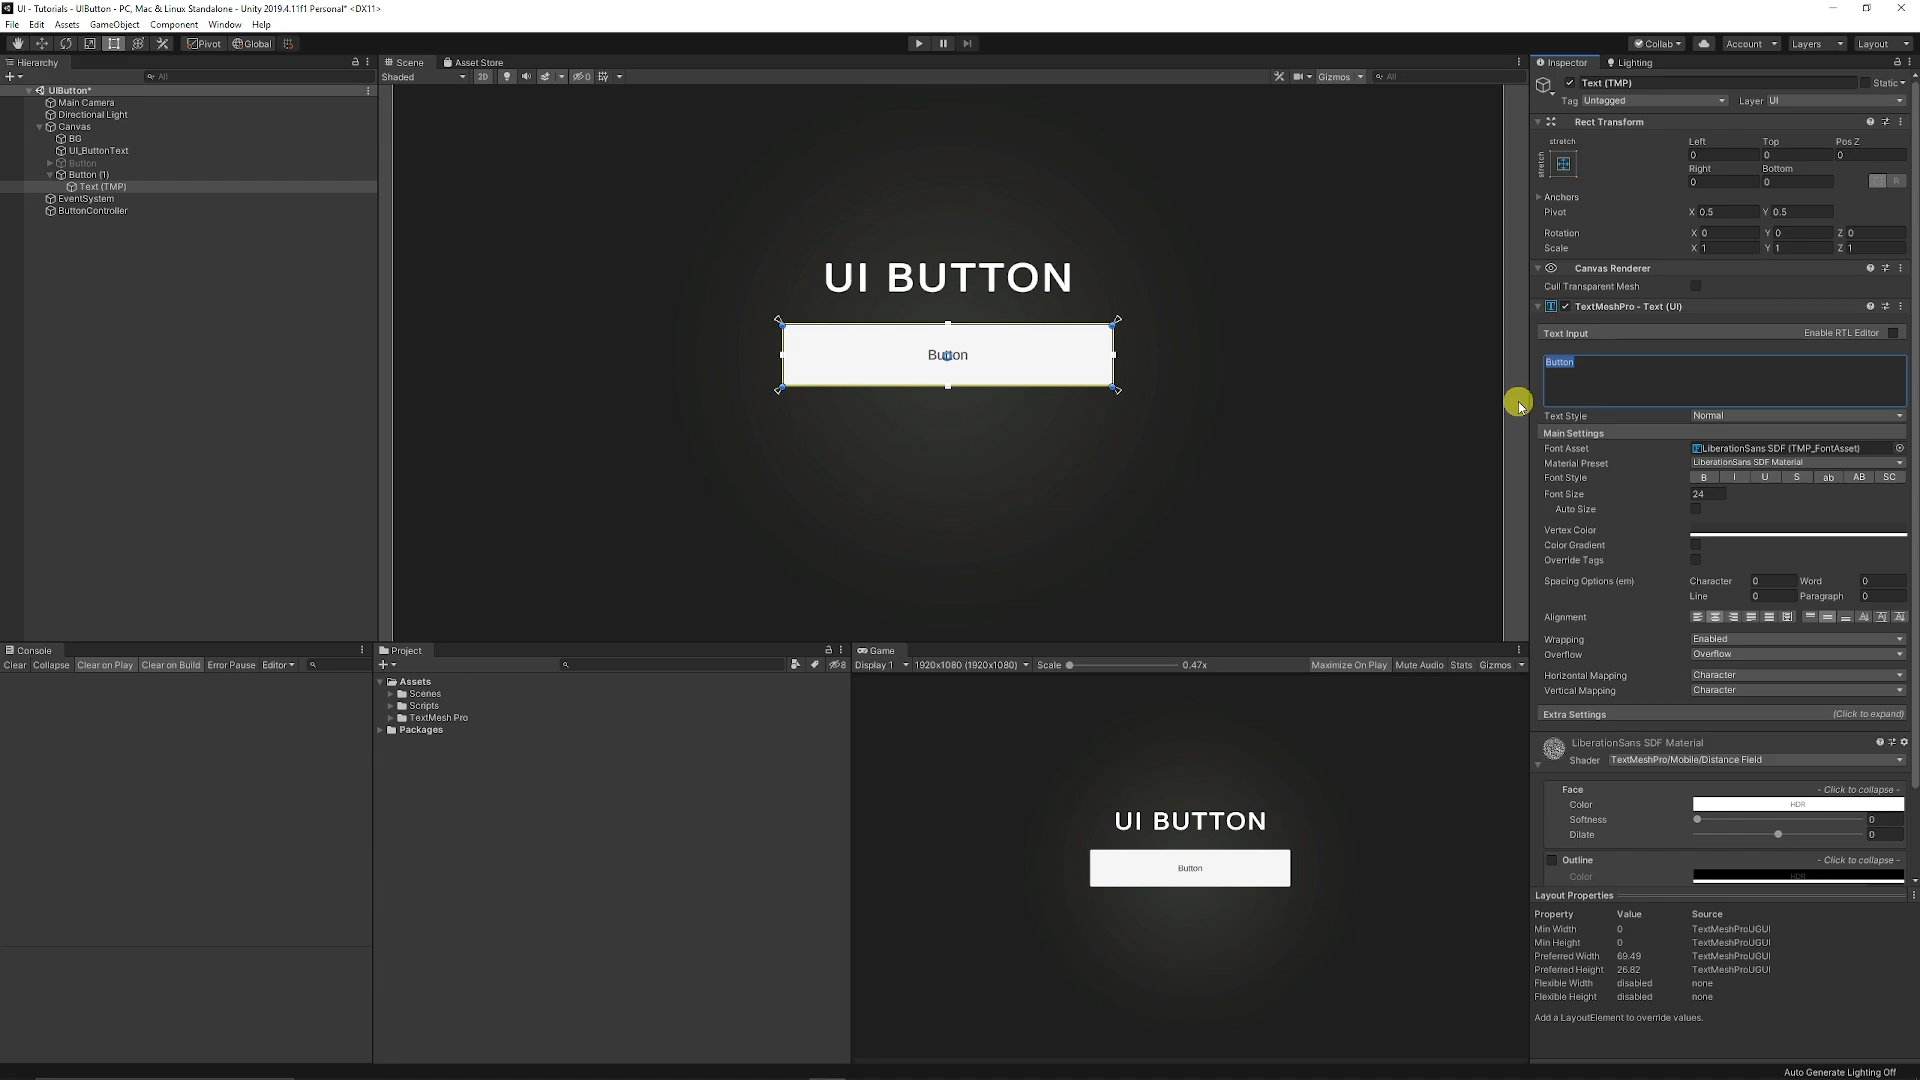 UI - Tutorials - UIButton - PC, Mac & Linux Standalone - Unity 2019.4.11f1 Personal* <DX11>
File Edit Assets GameObject Component Window Help
Pivot Global
Collab Account Layers Layout
Hierarchy
All
UIButton*
Main Camera
Directional Light
Canvas
BG
UI_ButtonText
Button
Button (1)
Text (TMP)
EventSystem
ButtonController
Scene Asset Store
Shaded 2D 0 Gizmos All
UI BUTTON
Button
Inspector Lighting
Text (TMP) Static
Tag Untagged Layer UI
Rect Transform
stretch Left Top Pos Z
stretch 0 0 0
Right Bottom
0 0 R
Anchors
Pivot X 0.5 Y 0.5
Rotation X 0 Y 0 Z 0
Scale X 1 Y 1 Z 1
Canvas Renderer
Cull Transparent Mesh
TextMeshPro - Text (UI)
Text Input Enable RTL Editor
Button
Text Style Normal
Main Settings
Font Asset LiberationSans SDF (TMP_FontAsset)
Material Preset LiberationSans SDF Material
Font Style B I U S ab AB SC
Font Size 24
Auto Size
Vertex Color
Color Gradient
Override Tags
Spacing Options (em) Character 0 Word 0
Line 0 Paragraph 0
Alignment
Wrapping Enabled
Overflow Overflow
Horizontal Mapping Character
Vertical Mapping Character
Extra Settings (Click to expand)
LiberationSans SDF Material
Shader TextMeshPro/Mobile/Distance Field
Face - Click to collapse -
Color HDR
Softness 0
Dilate 0
Outline - Click to collapse -
Color HDR
Layout Properties
Property Value Source
Min Width 0 TextMeshProUGUI
Min Height 0 TextMeshProUGUI
Preferred Width 69.49 TextMeshProUGUI
Preferred Height 26.82 TextMeshProUGUI
Flexible Width disabled none
Flexible Height disabled none
Add a LayoutElement to override values.
Console
Clear Collapse Clear on Play Clear on Build Error Pause Editor
Project
8
Assets
Scenes
Scripts
TextMesh Pro
Packages
Game
Display 1 1920x1080 (1920x1080) Scale 0.47x Maximize On Play Mute Audio Stats Gizmos
UI BUTTON
Button
Auto Generate Lighting Off